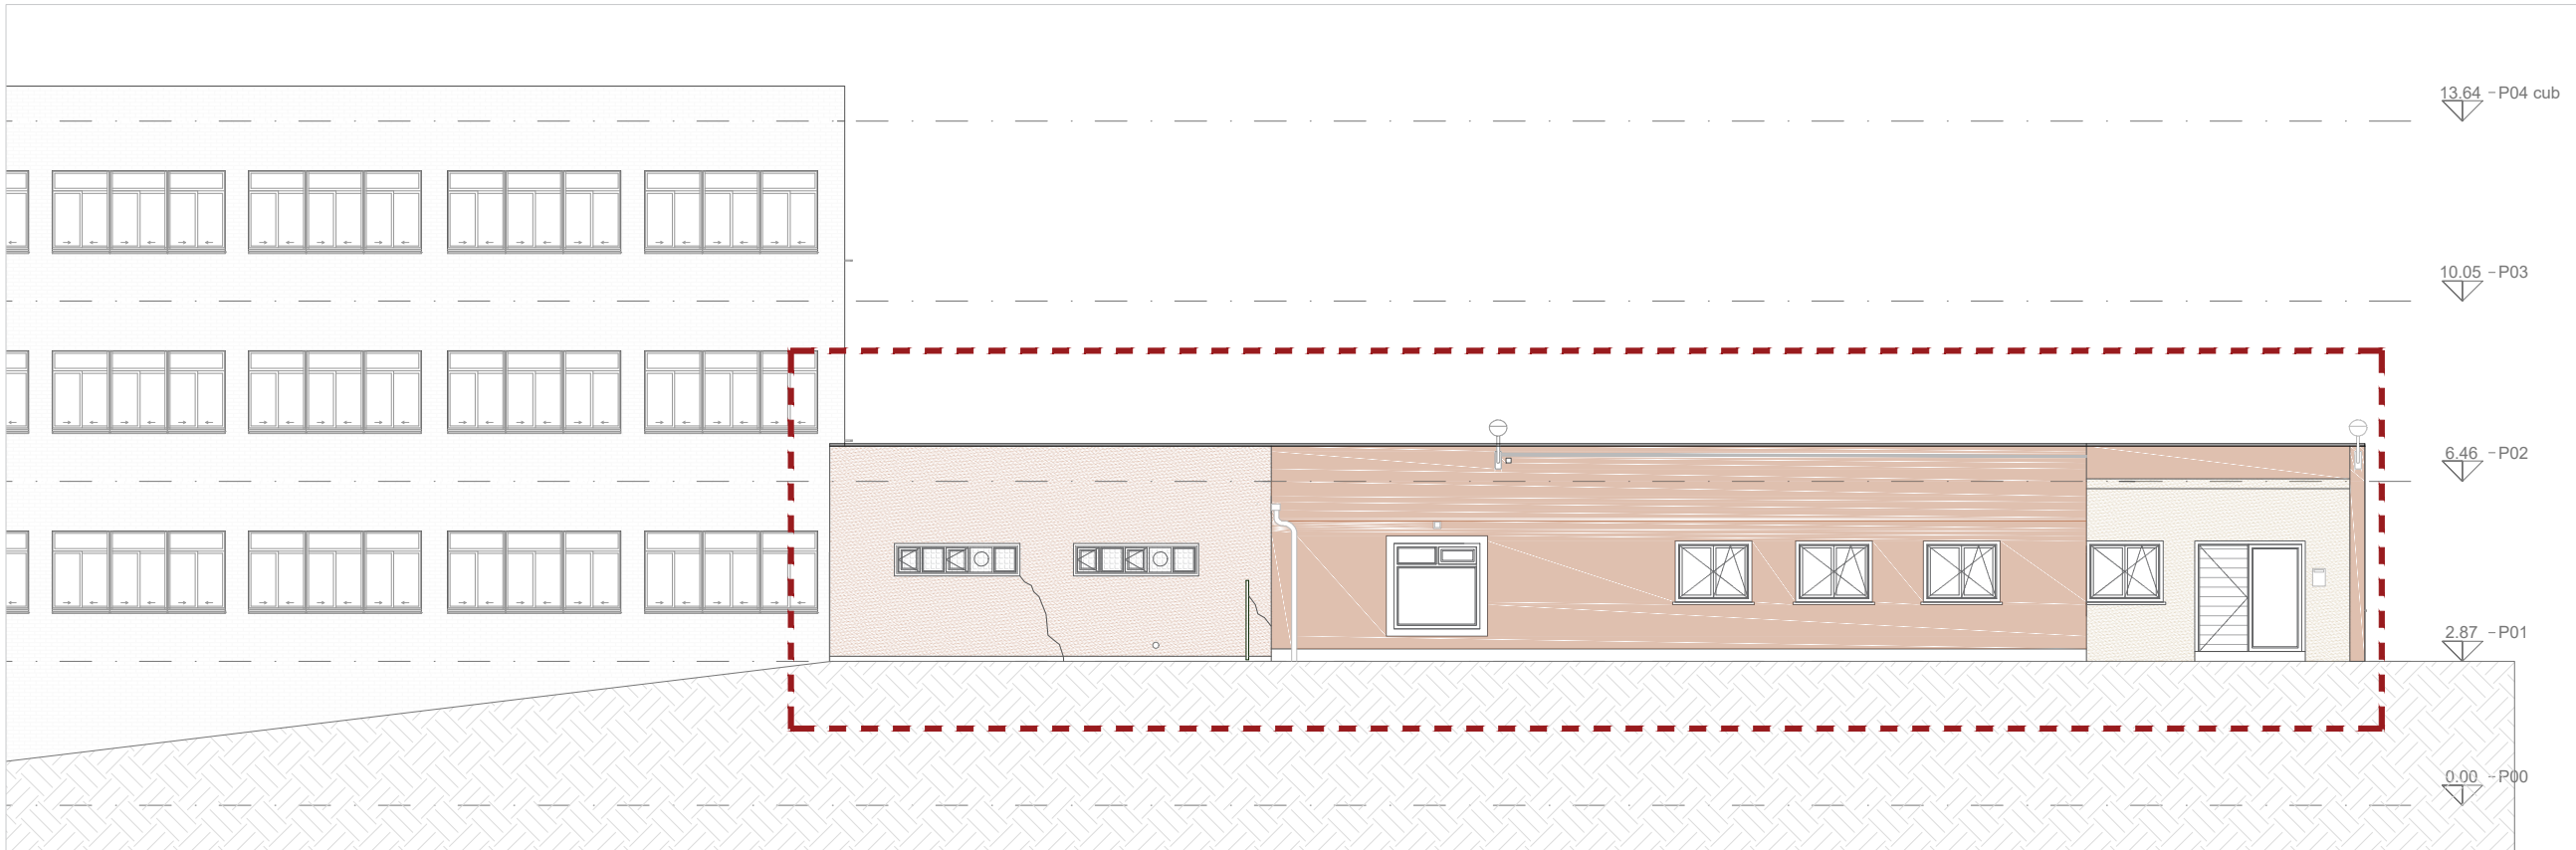 13.64 - P04 cub
10.05 - P03
6.46 - P02
2.87 - P01
0.00 - P00